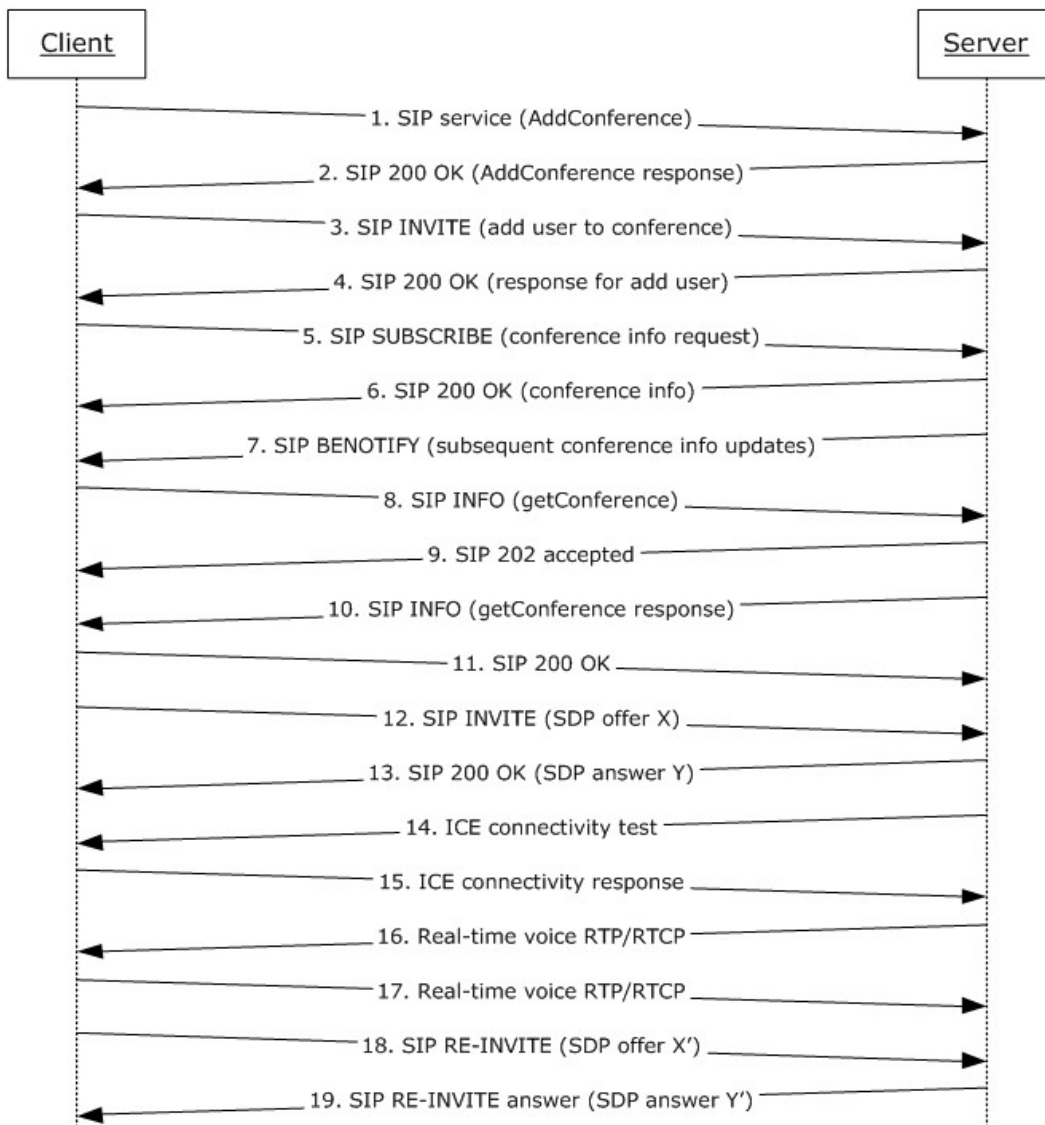 Client
Server
1. SIP service (AddConference)
2. SIP 200 OK (AddConference response)
3. SIP INVITE (add user to conference)
4. SIP 200 OK (response for add user)
5. SIP SUBSCRIBE (conference info request)
6. SIP 200 OK (conference info)
7. SIP BENOTIFY (subsequent conference info updates)
8. SIP INFO (getConference)
9. SIP 202 accepted
10. SIP INFO (getConference response)
11. SIP 200 OK
12. SIP INVITE (SDP offer X)
13. SIP 200 OK (SDP answer Y)
14. ICE connectivity test
15. ICE connectivity response
16. Real-time voice RTP/RTCP
17. Real-time voice RTP/RTCP
18. SIP RE-INVITE (SDP offer X’)
19. SIP RE-INVITE answer (SDP answer Y’)